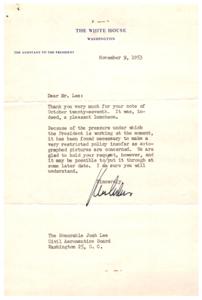 THE WHITE HOUSE
WASHINGTON
THE ASSISTANT TO THE PRESIDENT
November 9, 1953
Dear Mr. Lee:
Thank you very much for your note of
October twenty-seventh. It was, in-
deed, a pleasant luncheon.
Because of the pressure under which
the President is working at the moment,
it has been found necessary to make a
very restricted policy insofar as auto-
graphed pictures are concerned. We are
glad to hold your request, however, and
it may be possible to put it through at
some later date. I am sure you will
understand.
Sincerely,
The Honorable Josh Lee
Civil Aeronautics Board
Washington 25, D. C.